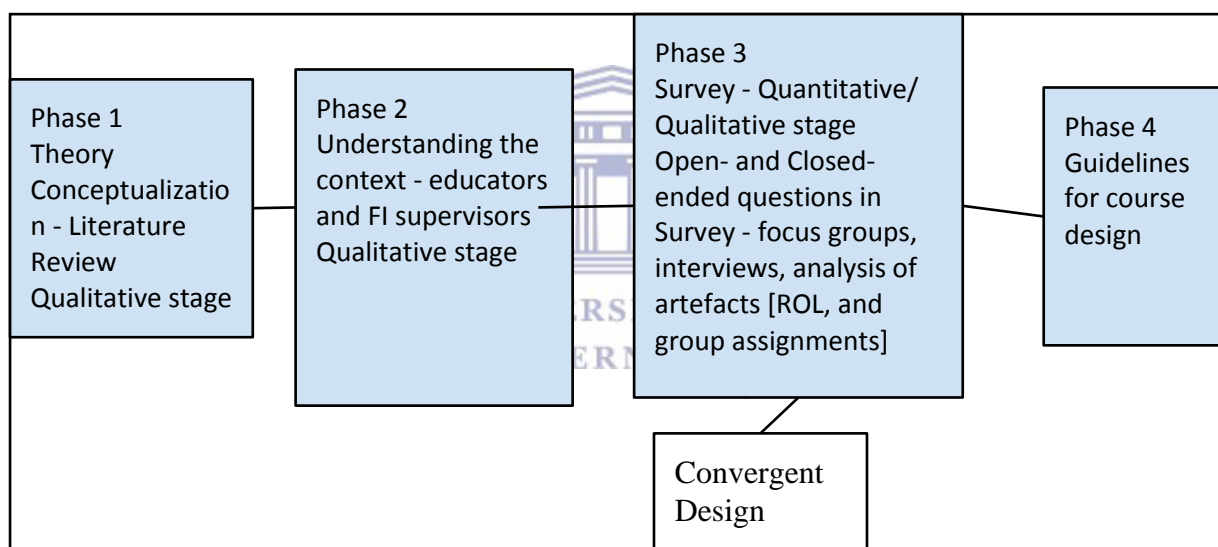 Phase 1
Theory
Conceptualizatio
n - Literature
Review
Qualitative stage
Phase 2
Understanding the
context - educators
and FI supervisors
Qualitative stage
Phase 3
Survey - Quantitative/
Qualitative stage
Open- and Closed-
ended questions in
Survey - focus groups,
interviews, analysis of
artefacts [ROL, and
group assignments]
Phase 4
Guidelines
for course
design
Convergent
Design